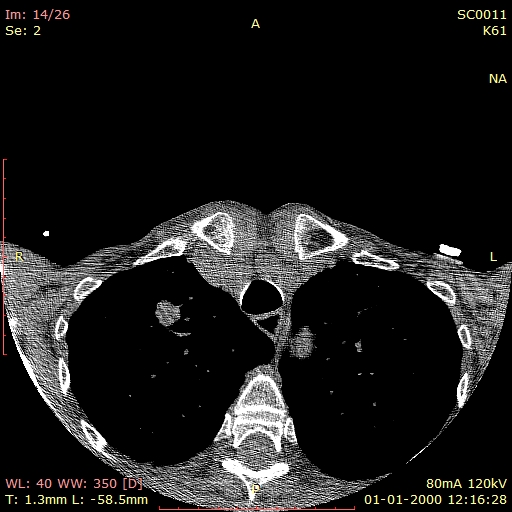 Im: 14/26
Se: 2
A
SC0011
K61
NA
R
L
WL: 40 WW: 350 [D]
T: 1.3mm L: -58.5mm
P
80mA 120kV
01-01-2000 12:16:28